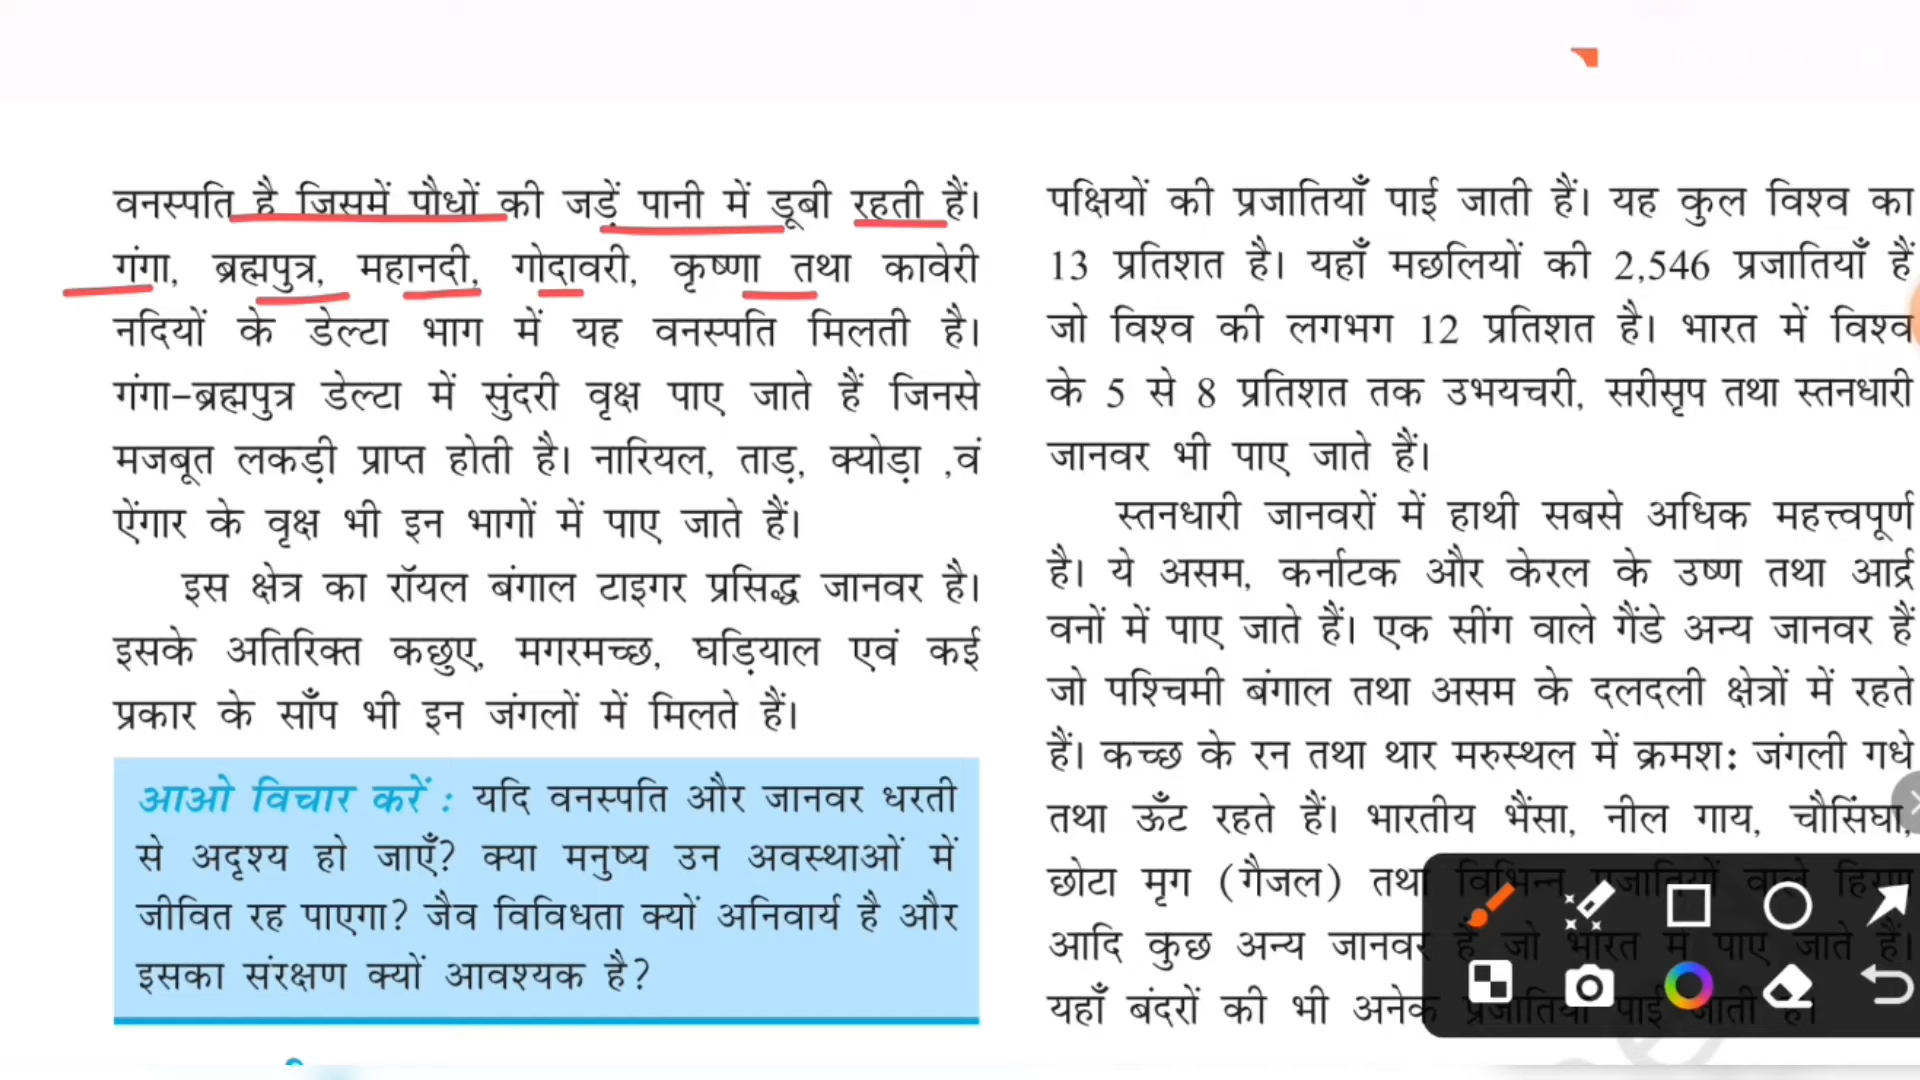 वनस्पति है जिसमें पौधों की जड़ें पानी में डूबी रहती हैं।
गंगा, ब्रह्मपुत्र, महानदी, गोदावरी, कृष्णा तथा कावेरी
नदियों के डेल्टा भाग में यह वनस्पति मिलती है।
गंगा-ब्रह्मपुत्र डेल्टा में सुंदरी वृक्ष पाए जाते हैं जिनसे
मजबूत लकड़ी प्राप्त होती है। नारियल, ताड़, क्योड़ा ,वं
ऐंगार के वृक्ष भी इन भागों में पाए जाते हैं।
इस क्षेत्र का रॉयल बंगाल टाइगर प्रसिद्ध जानवर है।
इसके अतिरिक्त कछुए, मगरमच्छ, घड़ियाल एवं कई
प्रकार के साँप भी इन जंगलों में मिलते हैं।
आओ विचार करें : यदि वनस्पति और जानवर धरती
से अदृश्य हो जाएँ? क्या मनुष्य उन अवस्थाओं में
जीवित रह पाएगा? जैव विविधता क्यों अनिवार्य है और
इसका संरक्षण क्यों आवश्यक है?
पक्षियों की प्रजातियाँ पाई जाती हैं। यह कुल विश्व का
13 प्रतिशत है। यहाँ मछलियों की 2,546 प्रजातियाँ हैं
जो विश्व की लगभग 12 प्रतिशत है। भारत में विश्व
के 5 से 8 प्रतिशत तक उभयचरी, सरीसृप तथा स्तनधारी
जानवर भी पाए जाते हैं।
स्तनधारी जानवरों में हाथी सबसे अधिक महत्त्वपूर्ण
है। ये असम, कर्नाटक और केरल के उष्ण तथा आर्द्र
वनों में पाए जाते हैं। एक सींग वाले गैंडे अन्य जानवर हैं
जो पश्चिमी बंगाल तथा असम के दलदली क्षेत्रों में रहते
हैं। कच्छ के रन तथा थार मरुस्थल में क्रमशः जंगली गधे
तथा ऊँट रहते हैं। भारतीय भैंसा, नील गाय, चौसिंघा,
छोटा मृग (गैजल) तथा विभिन्न प्रजातियों वाले हिरण
आदि कुछ अन्य जानवर हैं जो भारत में पाए जाते हैं।
यहाँ बंदरों की भी अनेक प्रजातियाँ पाई जाती हैं।